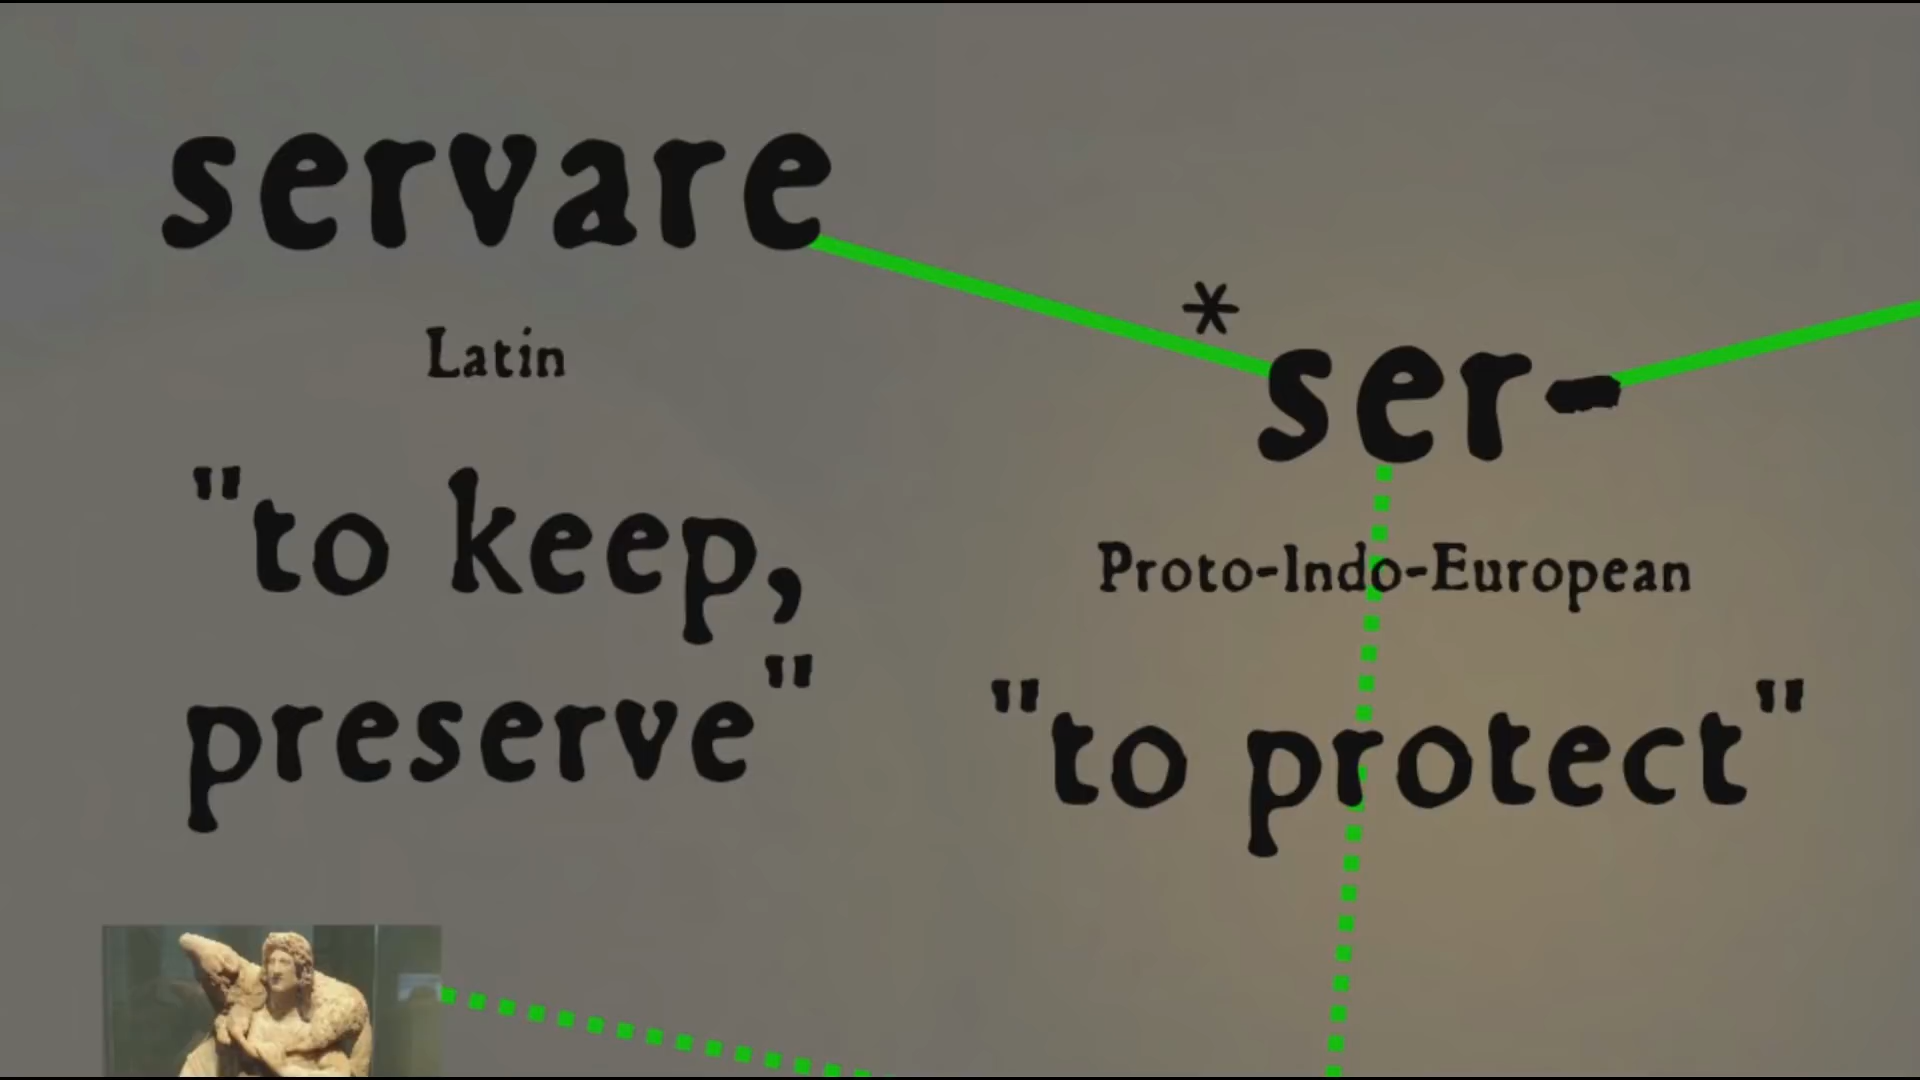 servare
Latin
"to keep,
preserve"
*ser-
Proto-Indo-European
"to protect"